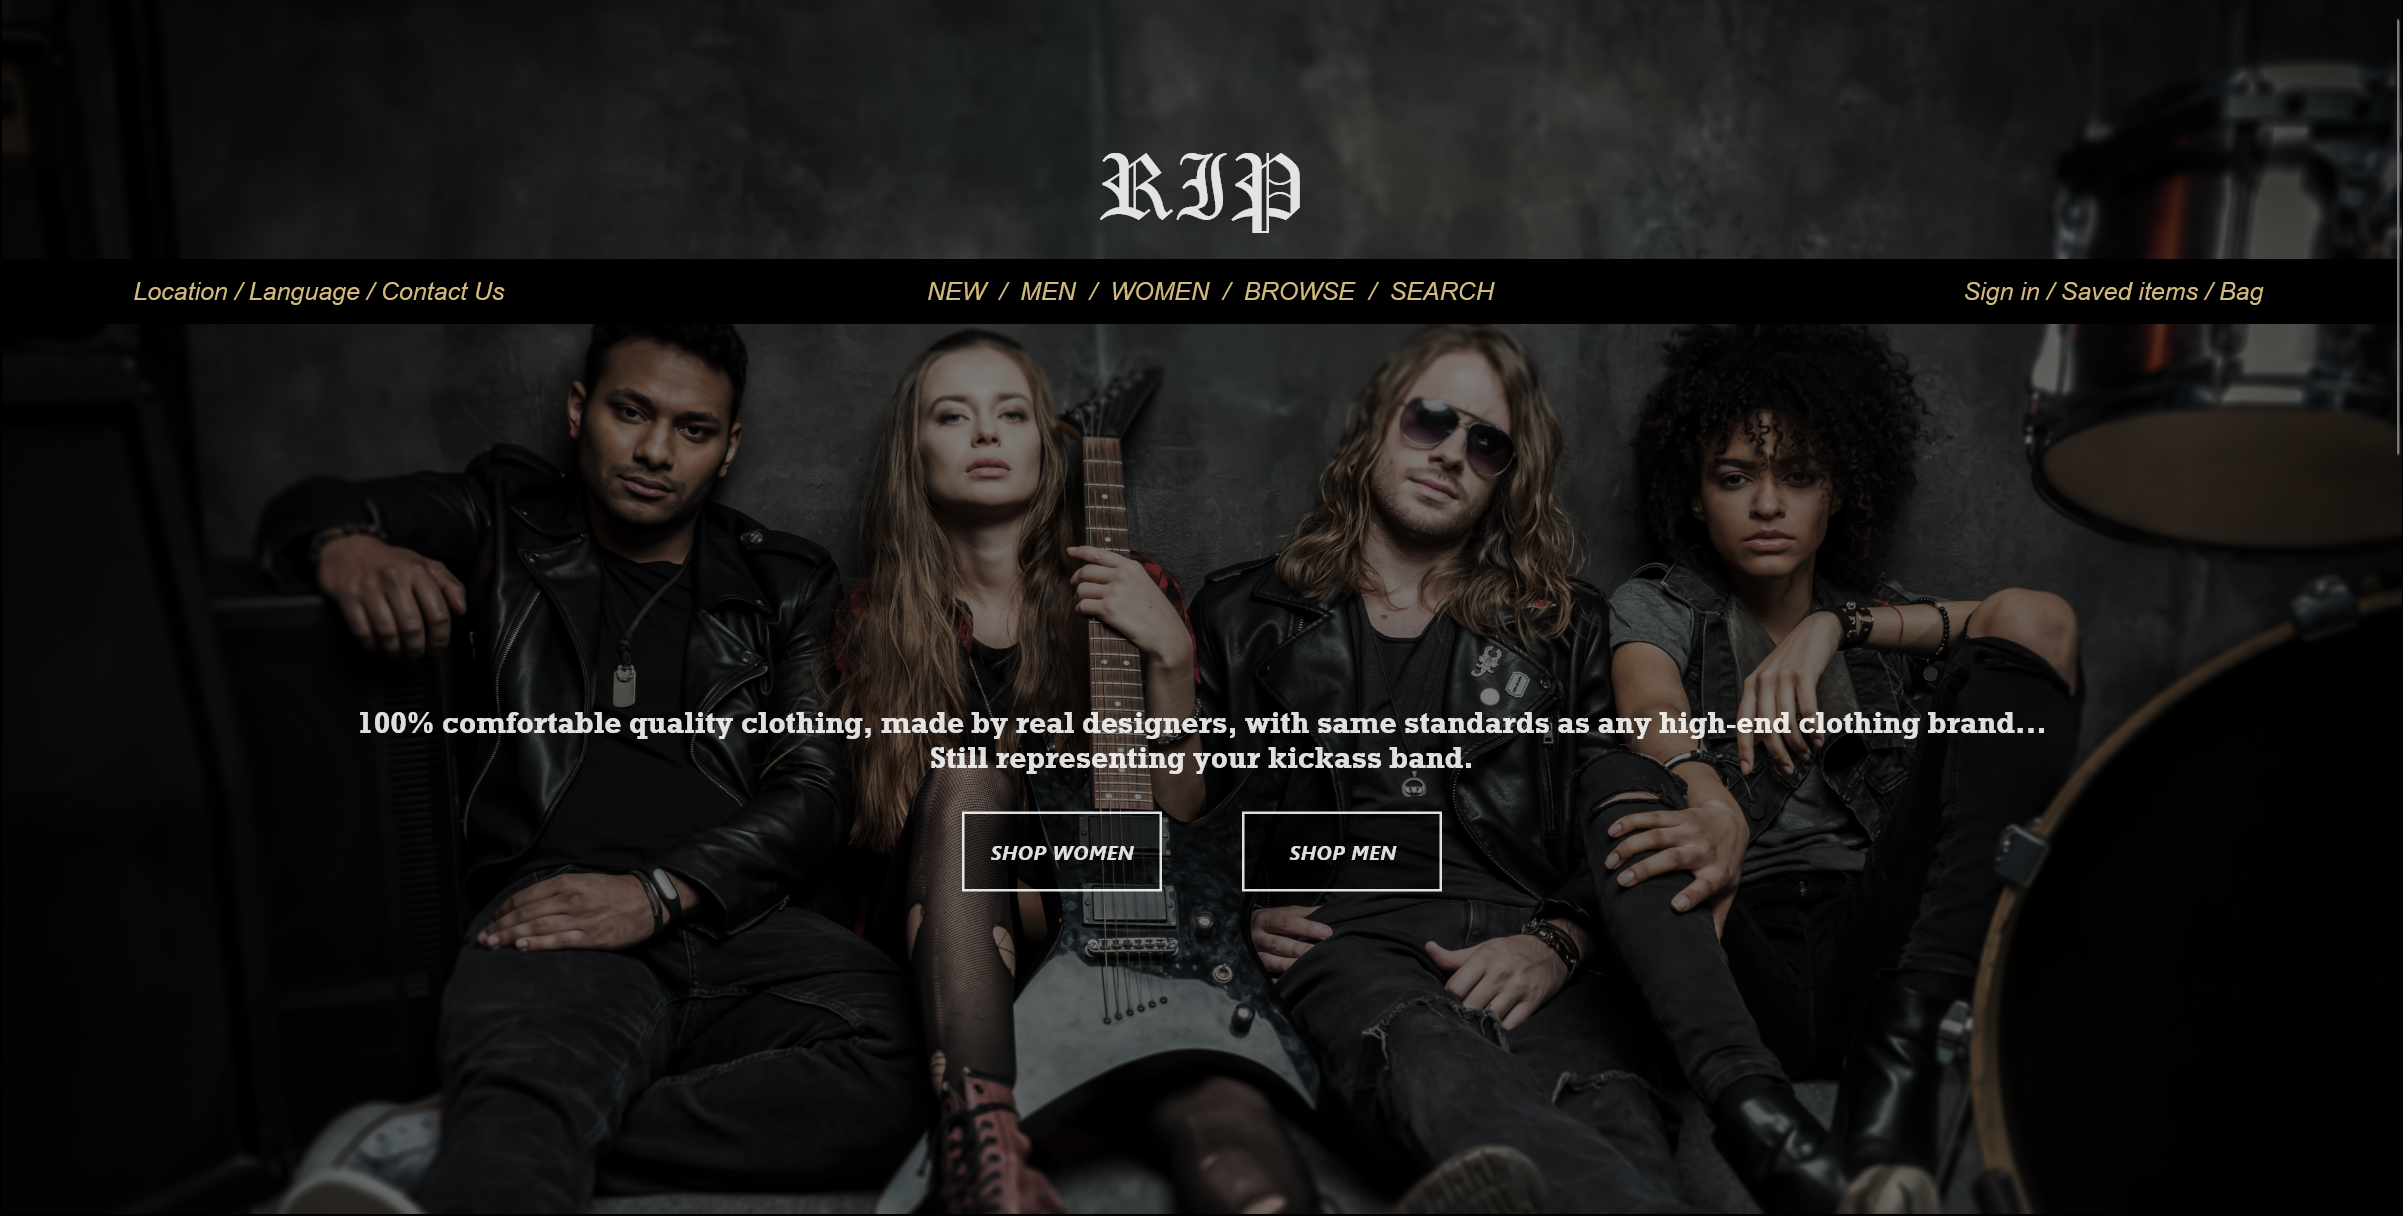 RIP
Location / Language / Contact Us
NEW / MEN / WOMEN / BROWSE / SEARCH
Sign in / Saved items / Bag
100% comfortable quality clothing, made by real designers, with same standards as any high-end clothing brand...
Still representing your kickass band.
SHOP WOMEN
SHOP MEN